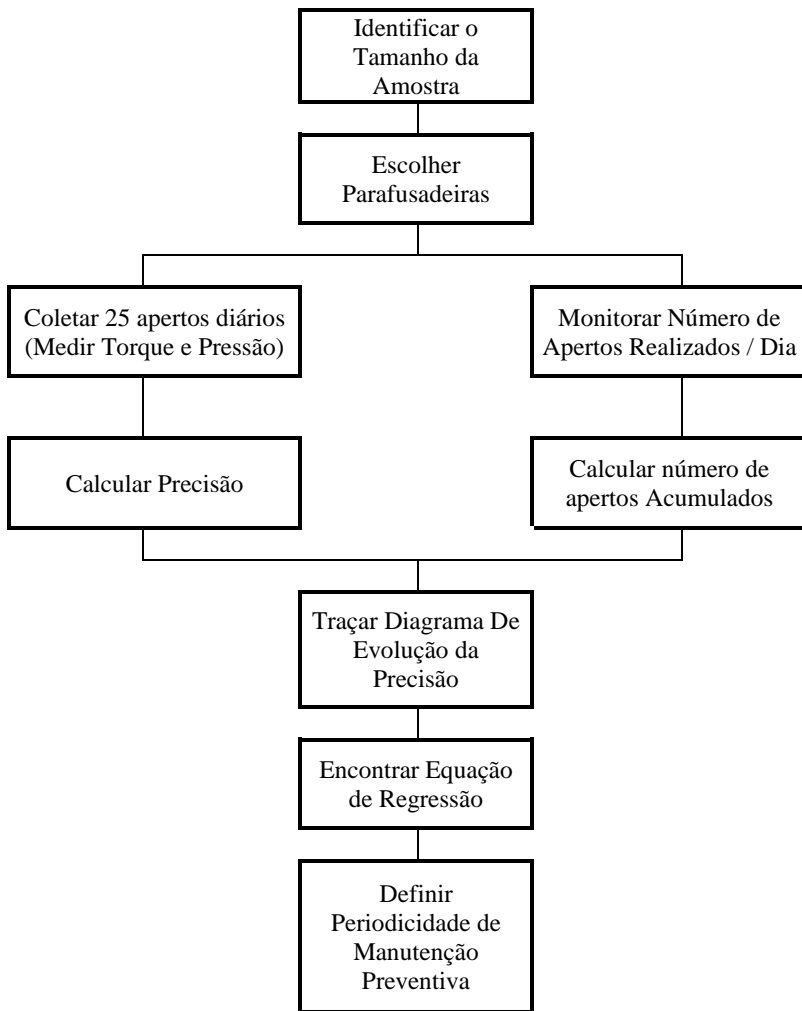 Identificar o
Tamanho da
Amostra
Escolher
Parafusadeiras
Coletar 25 apertos diários
(Medir Torque e Pressão)
Monitorar Número de
Apertos Realizados / Dia
Calcular Precisão
Calcular número de
apertos Acumulados
Traçar Diagrama De
Evolução da
Precisão
Encontrar Equação
de Regressão
Definir
Periodicidade de
Manutenção
Preventiva